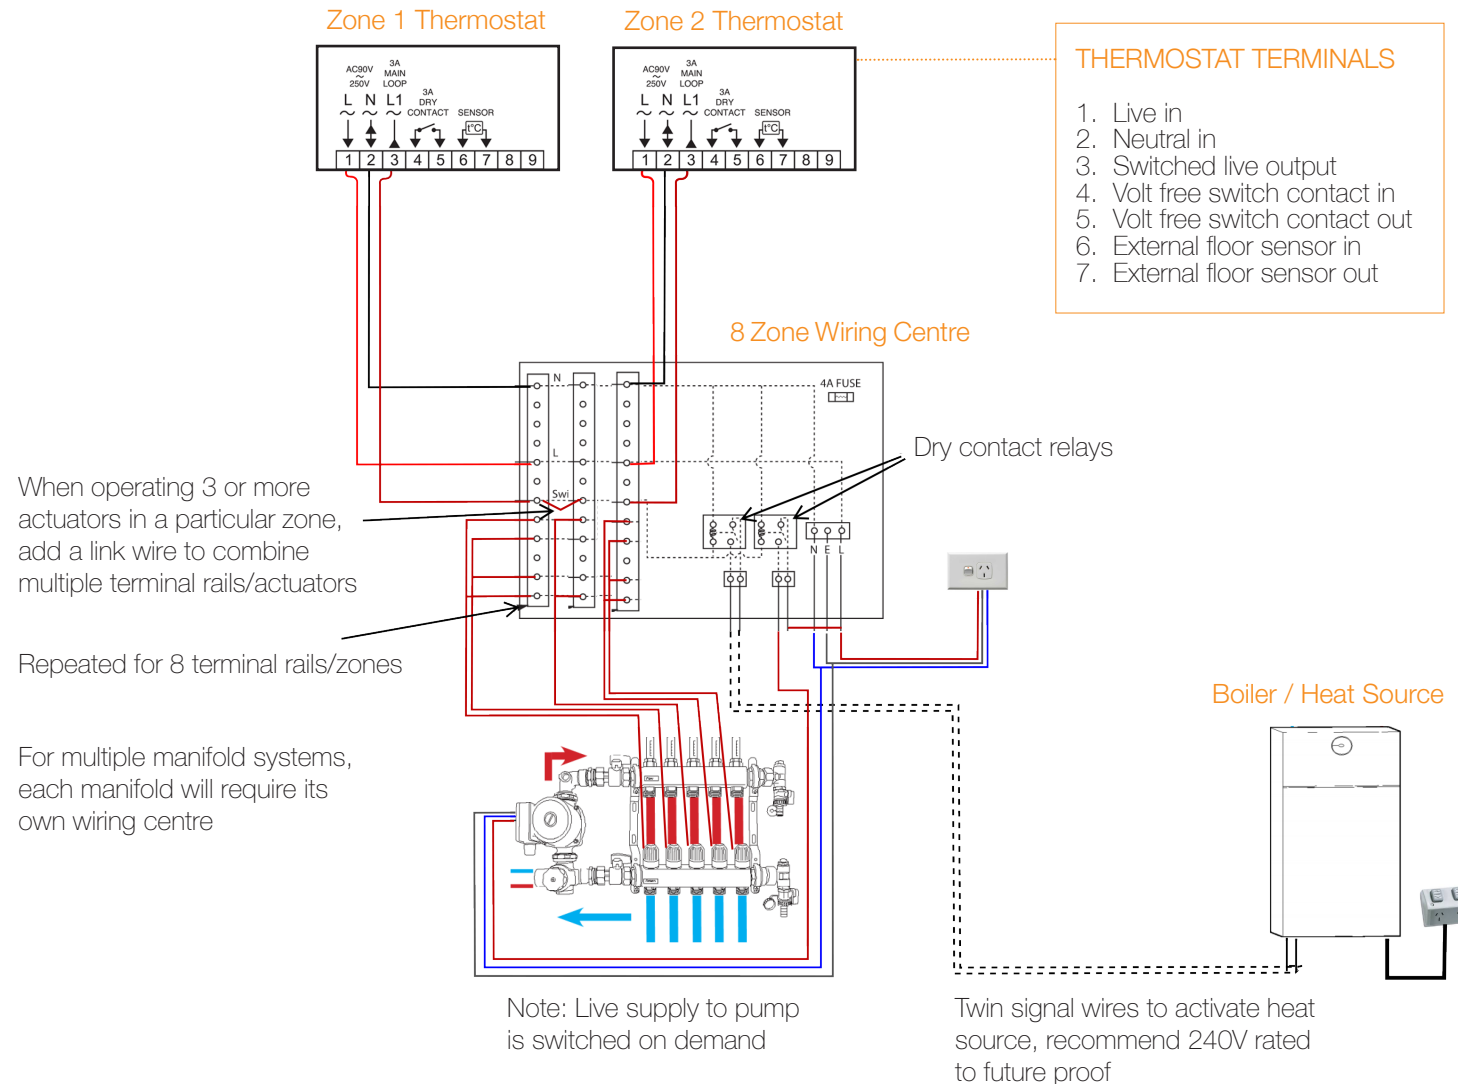 Zone 1 Thermostat
Zone 2 Thermostat
AC90V
~
250V
3A
MAIN
LOOP
L N L1
3A
DRY
CONTACT
SENSOR
t°C
1 2 3 4 5 6 7 8 9
AC90V
~
250V
3A
MAIN
LOOP
L N L1
3A
DRY
CONTACT
SENSOR
t°C
1 2 3 4 5 6 7 8 9
THERMOSTAT TERMINALS
1. Live in
2. Neutral in
3. Switched live output
4. Volt free switch contact in
5. Volt free switch contact out
6. External floor sensor in
7. External floor sensor out
8 Zone Wiring Centre
N
4A FUSE
L
Swi
N E L
Dry contact relays
When operating 3 or more
actuators in a particular zone,
add a link wire to combine
multiple terminal rails/actuators
Repeated for 8 terminal rails/zones
For multiple manifold systems,
each manifold will require its
own wiring centre
Boiler / Heat Source
Note: Live supply to pump
is switched on demand
Twin signal wires to activate heat
source, recommend 240V rated
to future proof